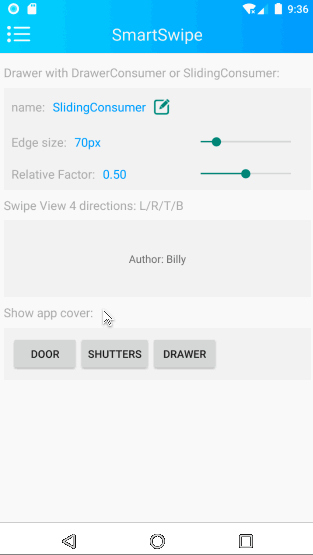 9:36
SmartSwipe
Drawer with DrawerConsumer or SlidingConsumer:
name: SlidingConsumer
Edge size: 70px
Relative Factor: 0.50
Swipe View 4 directions: L/R/T/B
Author: Billy
Show app cover:
DOOR SHUTTERS DRAWER